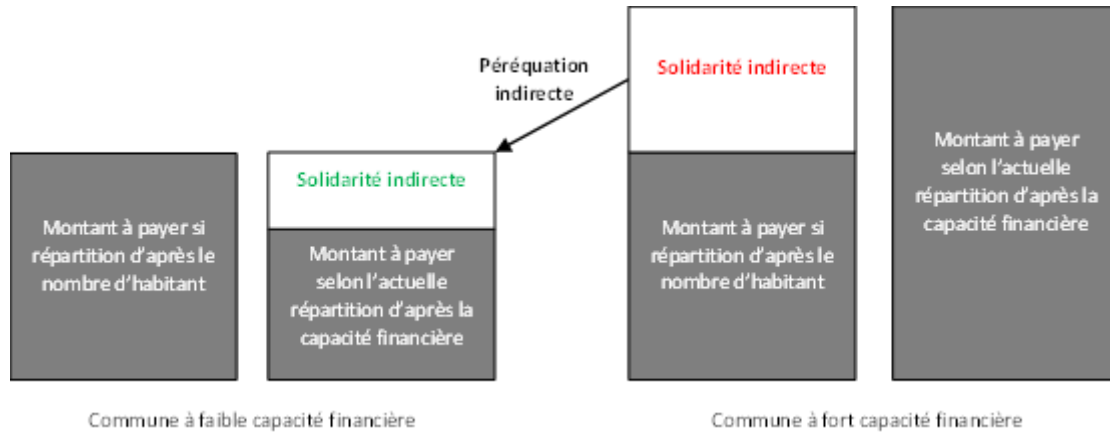 Péréquation
indirecte
Montant à payer si
répartition d'après le
nombre d'habitant
Solidarité indirecte
Montant à payer
selon l'actuelle
répartition d'après la
capacité financière
Solidarité indirecte
Montant à payer si
répartition d'après le
nombre d'habitant
Montant à payer
selon l'actuelle
répartition d'après la
capacité financière
Commune à faible capacité financière
Commune à fort capacité financière